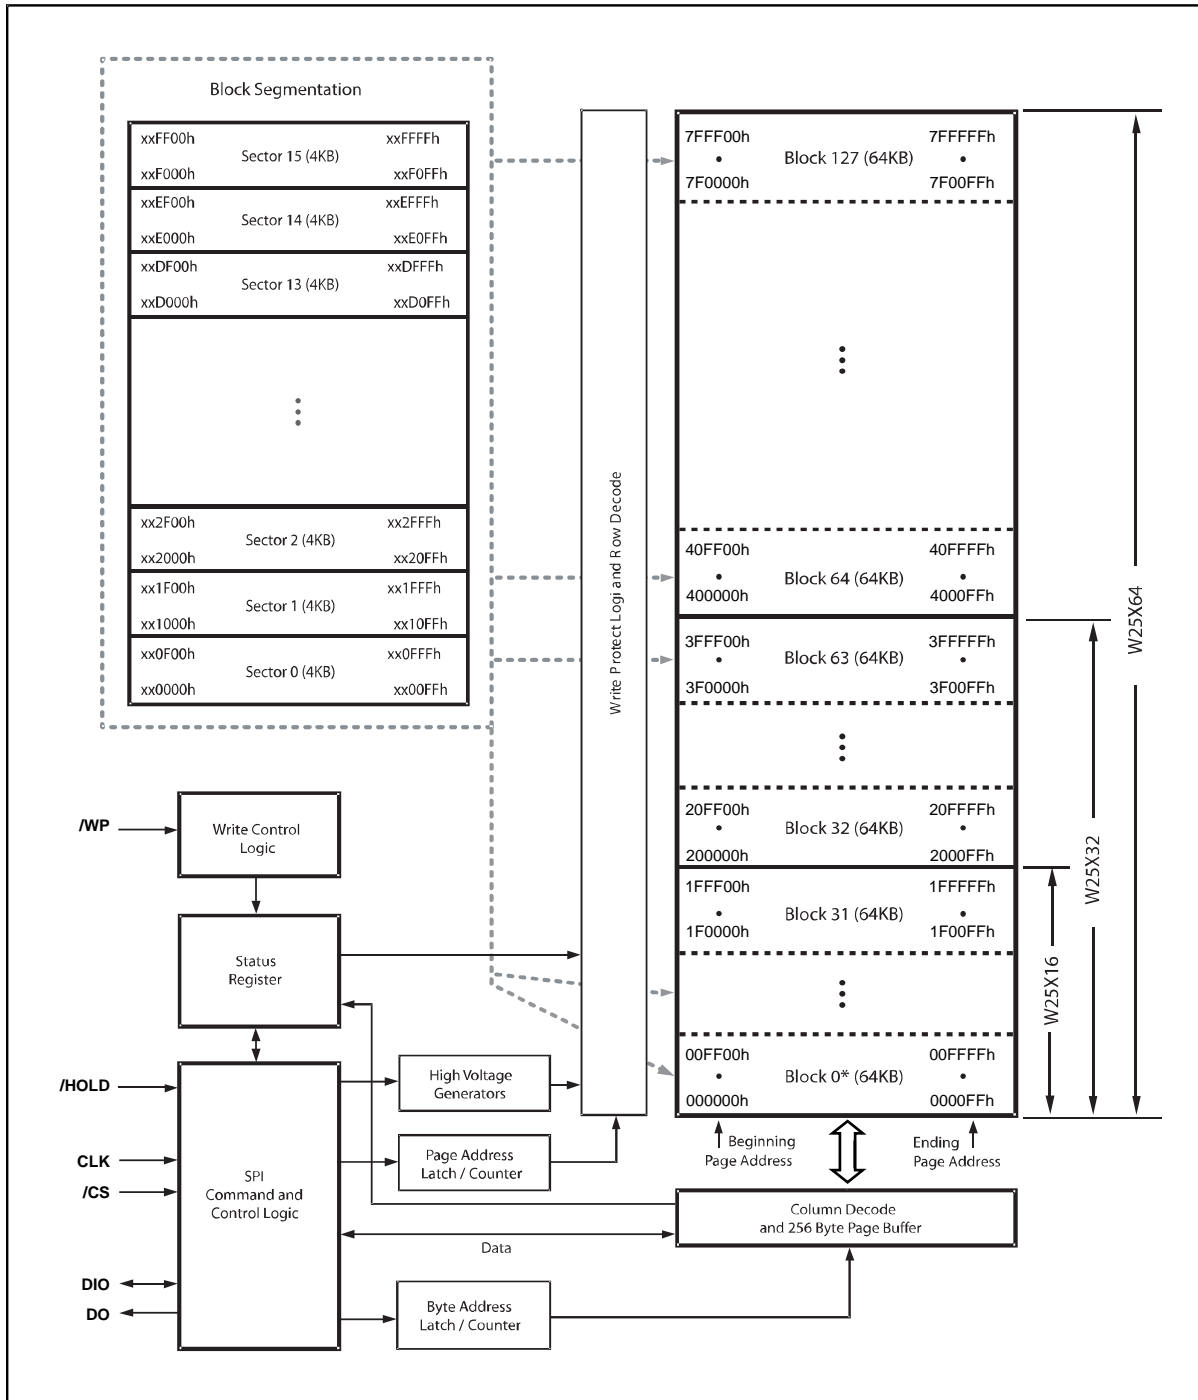 Block Segmentation
xxFF00h xxFFFFh
Sector 15 (4KB)
xxF000h xxF0FFh
xxEF00h xxEFFFh
Sector 14 (4KB)
xxE000h xxE0FFh
xxDF00h xxDFFFh
Sector 13 (4KB)
xxD000h xxD0FFh
xx2F00h xx2FFFh
Sector 2 (4KB)
xx2000h xx20FFh
xx1F00h xx1FFFh
Sector 1 (4KB)
xx1000h xx10FFh
xx0F00h xx0FFFh
Sector 0 (4KB)
xx0000h xx00FFh
Write Protect Logi and Row Decode
7FFF00h 7FFFFFh
Block 127 (64KB)
7F0000h 7F00FFh
40FF00h 40FFFFh
Block 64 (64KB)
400000h 4000FFh
3FFF00h 3FFFFFh
Block 63 (64KB)
3F0000h 3F00FFh
20FF00h 20FFFFh
Block 32 (64KB)
200000h 2000FFh
1FFF00h 1FFFFFh
Block 31 (64KB)
1F0000h 1F00FFh
00FF00h 00FFFFh
Block 0* (64KB)
000000h 0000FFh
W25X16
W25X32
W25X64
Beginning
Page Address
Ending
Page Address
/WP
Write Control
Logic
Status
Register
/HOLD
CLK
/CS
DIO
DO
SPI
Command and
Control Logic
High Voltage
Generators
Page Address
Latch / Counter
Column Decode
and 256 Byte Page Buffer
Data
Byte Address
Latch / Counter